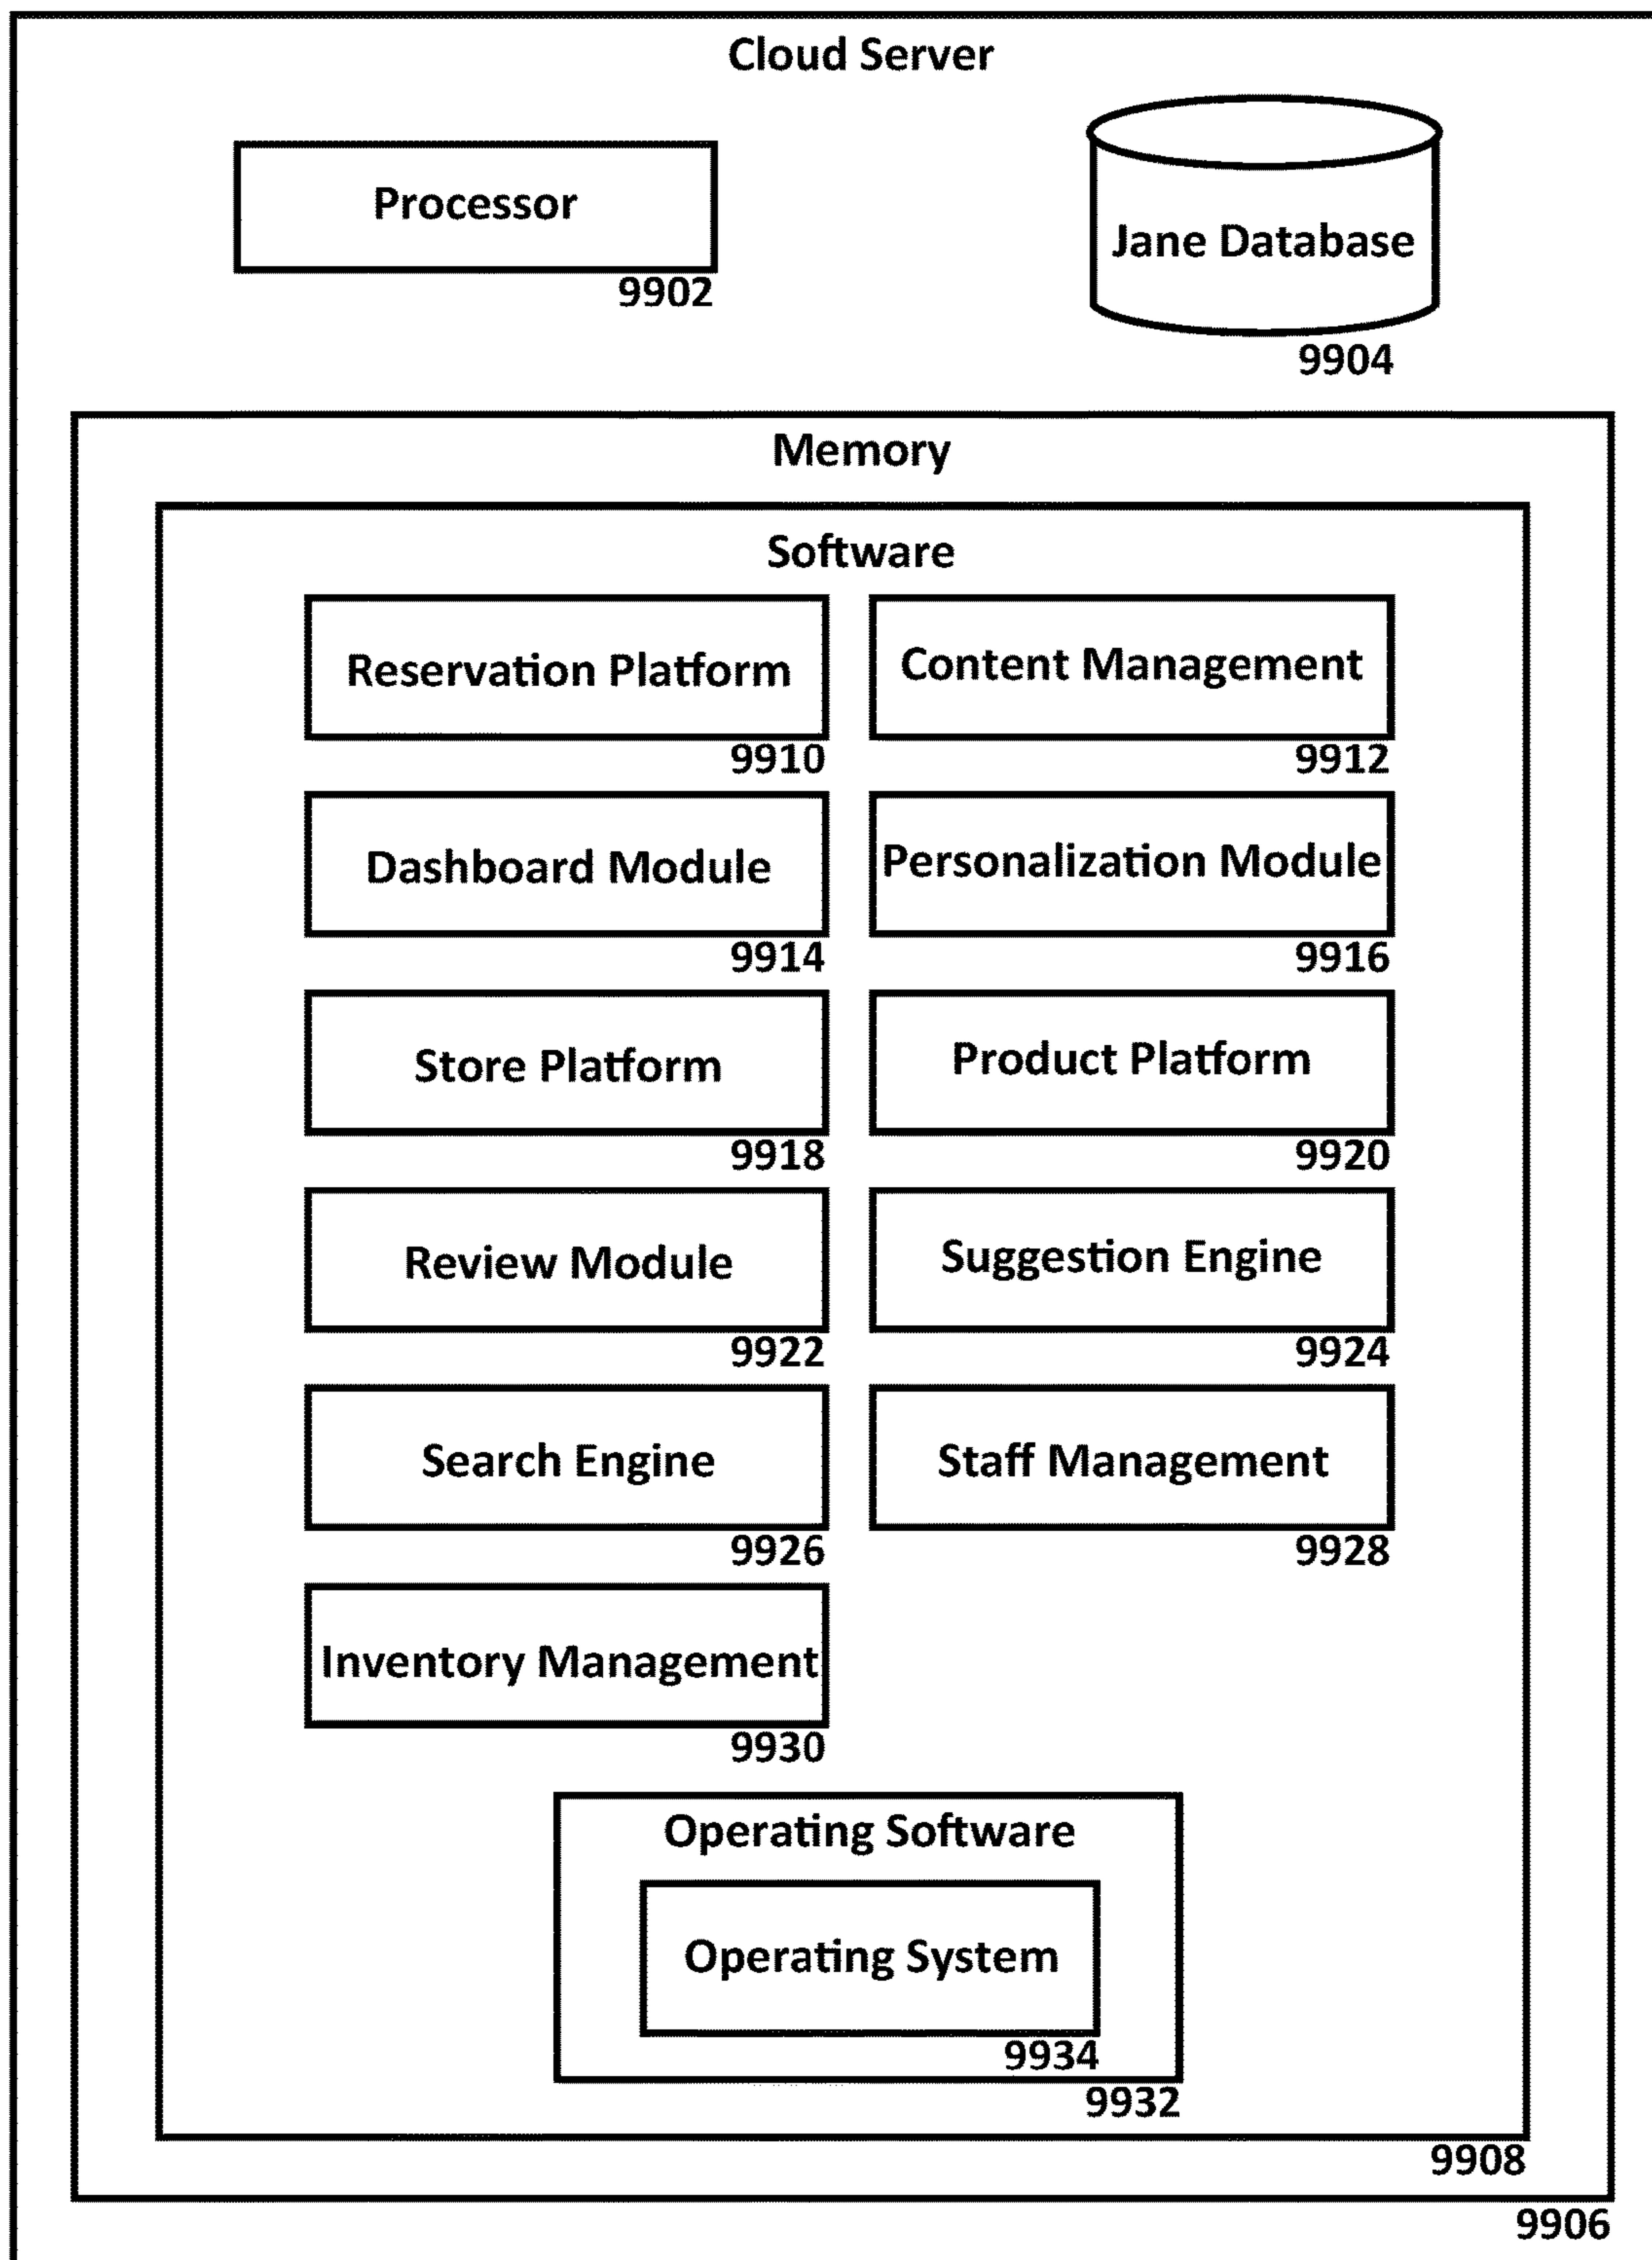 Cloud Server
Processor
9902
Jane Database
9904
Memory
Software
Reservation Platform
9910
Content Management
9912
Dashboard Module
9914
Personalization Module
9916
Store Platform
9918
Product Platform
9920
Review Module
9922
Suggestion Engine
9924
Search Engine
9926
Staff Management
9928
Inventory Management
9930
Operating Software
Operating System
9934
9932
9908
9906